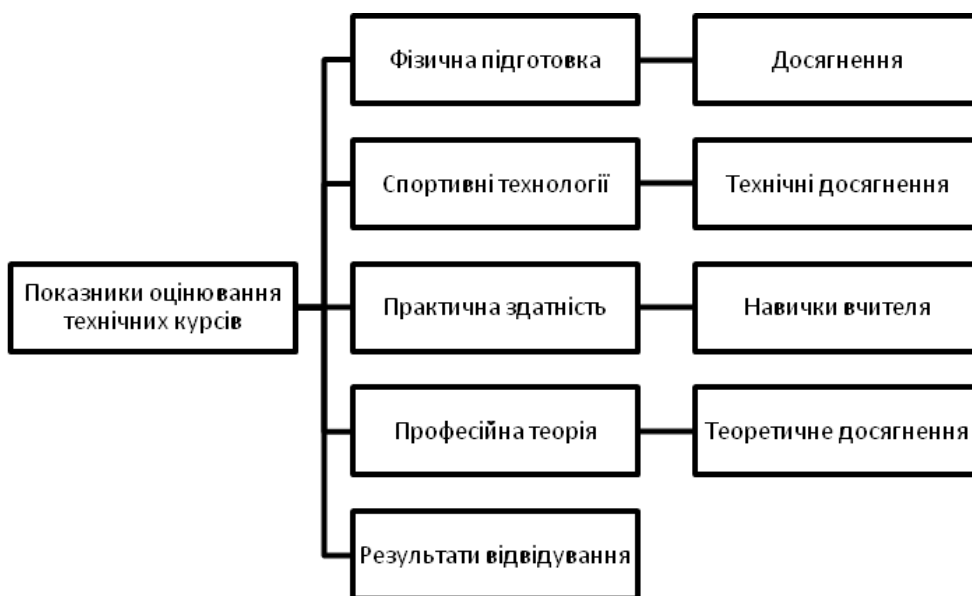 Фізична підготовка
Досягнення
Спортивні технології
Технічні досягнення
Показники оцінювання
технічних курсів
Практична здатність
Навички вчителя
Професійна теорія
Теоретичне досягнення
Результати відвідування